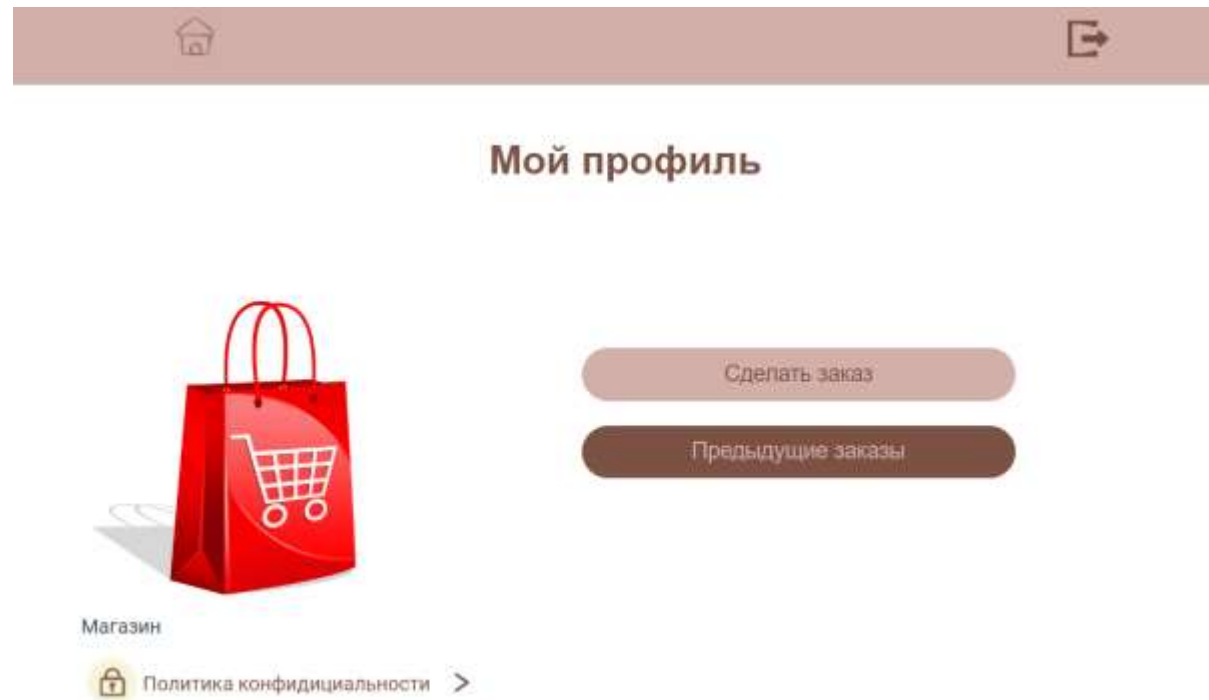 Мой профиль
Сделать заказ
Предыдущие заказы
Магазин
Политика конфидициальности